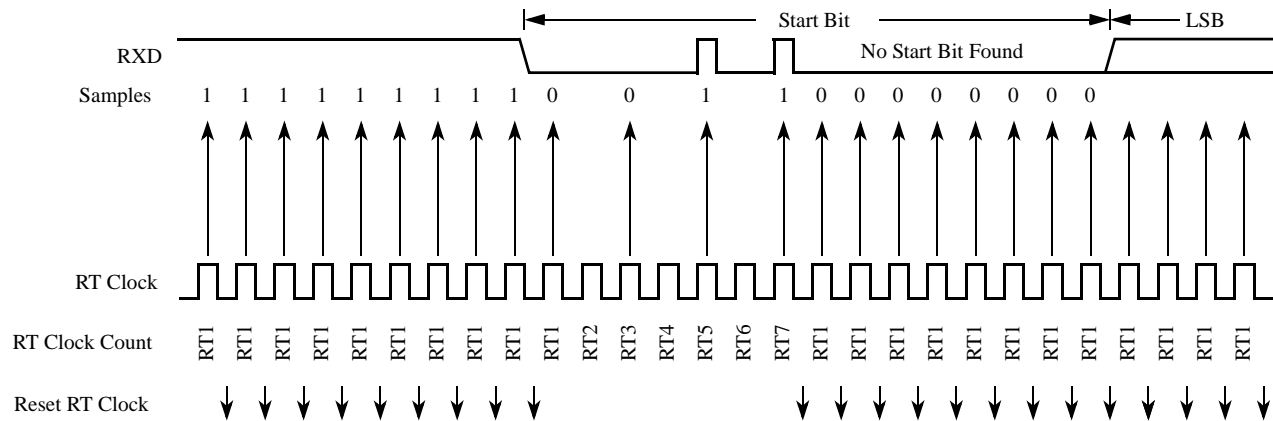 Start Bit
LSB
RXD
No Start Bit Found
Samples 1 1 1 1 1 1 1 1 1 0 0 1 1 0 0 0 0 0 0 0 0
RT Clock
RT Clock Count RT1 RT1 RT1 RT1 RT1 RT1 RT1 RT1 RT1 RT1 RT2 RT3 RT4 RT5 RT6 RT7 RT1 RT1 RT1 RT1 RT1 RT1 RT1 RT1 RT1 RT1 RT1 RT1
Reset RT Clock